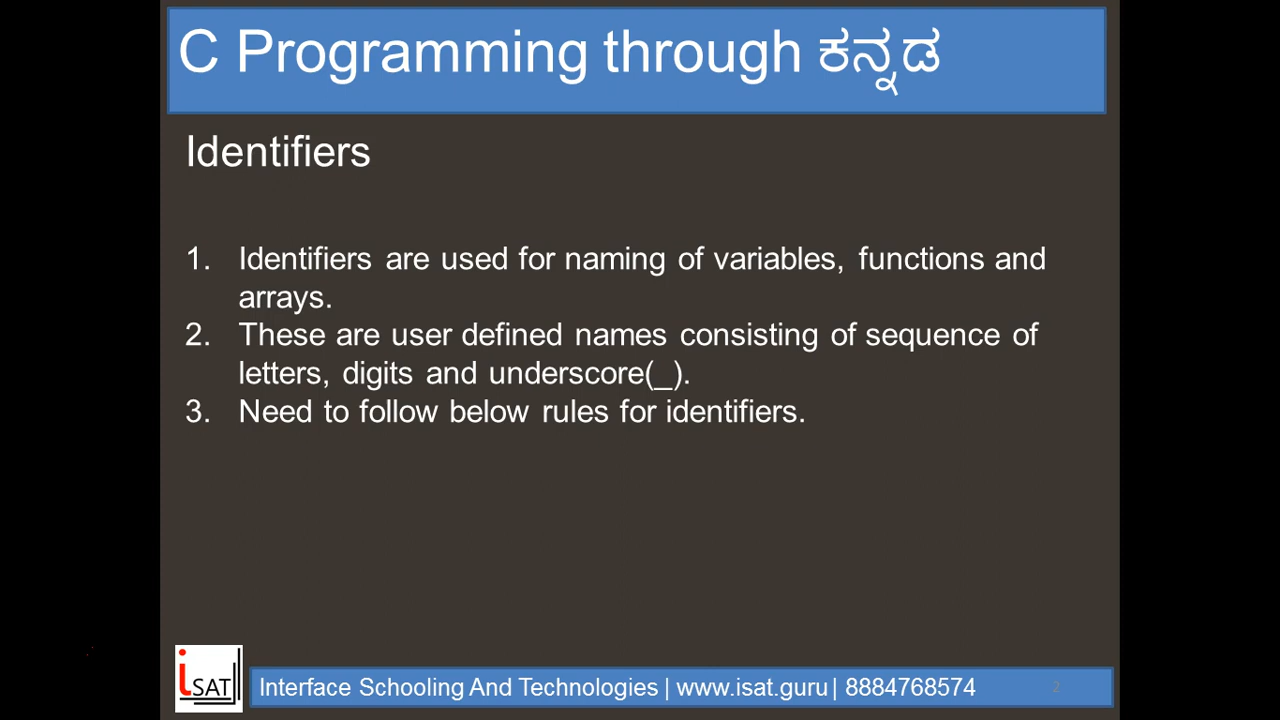 C Programming through ಕನ್ನಡ
Identifiers
1. Identifiers are used for naming of variables, functions and
arrays.
2. These are user defined names consisting of sequence of
letters, digits and underscore(_).
3. Need to follow below rules for identifiers.
iSAT
Interface Schooling And Technologies | www.isat.guru | 8884768574
2